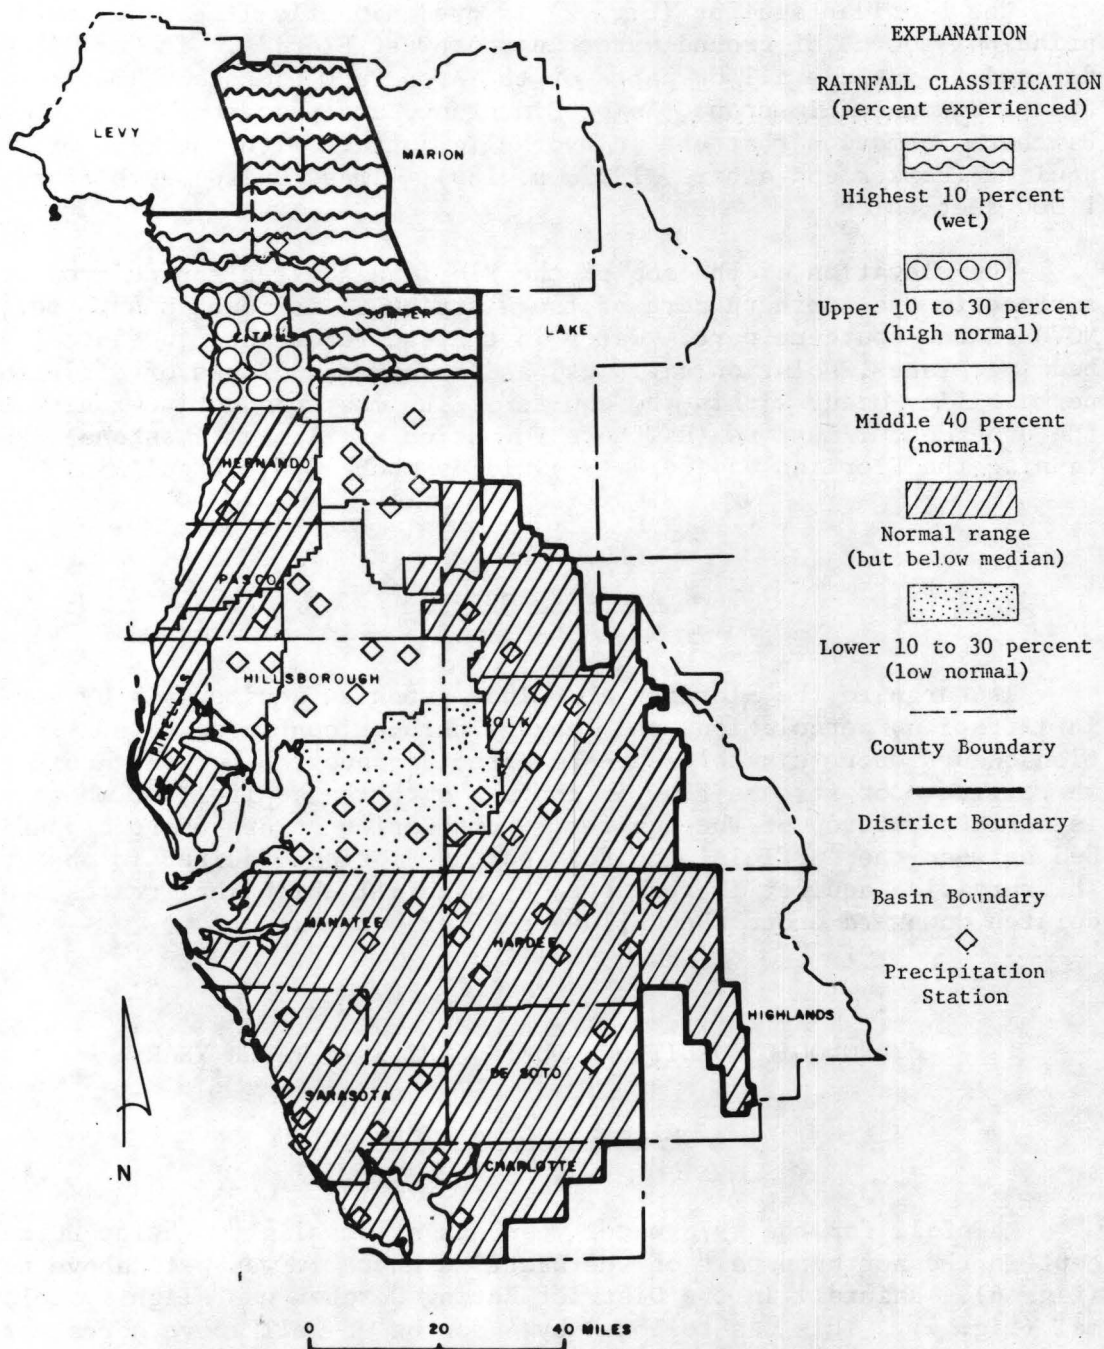 EXPLANATION
RAINFALL CLASSIFICATION
(percent experienced)
Highest 10 percent
(wet)
Upper 10 to 30 percent
(high normal)
Middle 40 percent
(normal)
Normal range
(but below median)
Lower 10 to 30 percent
(low normal)
County Boundary
District Boundary
Basin Boundary
Precipitation
Station
LEVY
MARION
SUMTER
LAKE
CITRUS
HERNANDO
PASCO
HILLSBOROUGH
PINELLAS
POLK
MANATEE
HARDEE
HIGHLANDS
DE SOTO
SARASOTA
CHARLOTTE
N
0 20 40 MILES